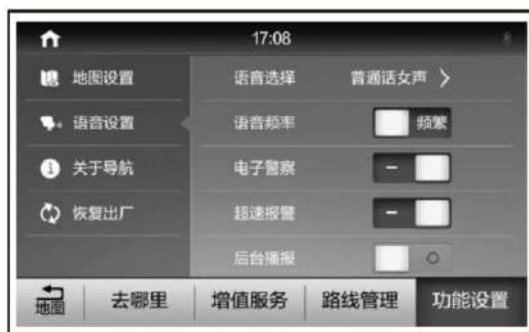 17:08
地图设置
语音选择 普通话女声
语音设置
语音频率 频繁
关于导航
电子警察
恢复出厂
超速报警
后台播报
地图 去哪里 增值服务 路线管理 功能设置